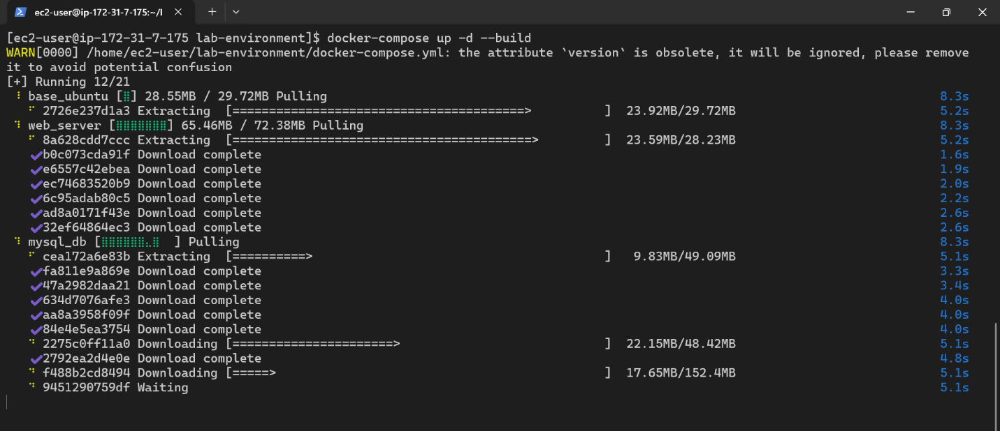 ec2-user@ip-172-31-7-175:~/l
[ec2-user@ip-172-31-7-175 lab-environment]$ docker-compose up -d --build
WARN[0000] /home/ec2-user/lab-environment/docker-compose.yml: the attribute `version` is obsolete, it will be ignored, please remove
it to avoid potential confusion
[+] Running 12/21
base_ubuntu [⣿] 28.55MB / 29.72MB Pulling 8.3s
2726e237d1a3 Extracting [========================================> ] 23.92MB/29.72MB 5.2s
web_server [⣿⣿⣿⣿⣿⣿⣿] 65.46MB / 72.38MB Pulling 8.3s
8a628cdd7ccc Extracting [=========================================> ] 23.59MB/28.23MB 5.2s
✔b0c073cda91f Download complete 1.6s
✔e6557c42ebea Download complete 1.9s
✔ec74683520b9 Download complete 2.0s
✔6c95adab80c5 Download complete 2.2s
✔ad8a0171f43e Download complete 2.6s
✔32ef64864ec3 Download complete 2.6s
mysql_db [⣿⣿⣿⣿⣿⣿⣄⣿ ] Pulling 8.3s
cea172a6e83b Extracting [==========> ] 9.83MB/49.09MB 5.1s
✔fa811e9a869e Download complete 3.3s
✔47a2982daa21 Download complete 3.4s
✔634d7076afe3 Download complete 4.0s
✔aa8a3958f09f Download complete 4.0s
✔84e4e5ea3754 Download complete 4.0s
2275c0ff11a0 Downloading [======================> ] 22.15MB/48.42MB 5.1s
✔2792ea2d4e0e Download complete 4.8s
f488b2cd8494 Downloading [=====> ] 17.65MB/152.4MB 5.1s
9451290759df Waiting 5.1s